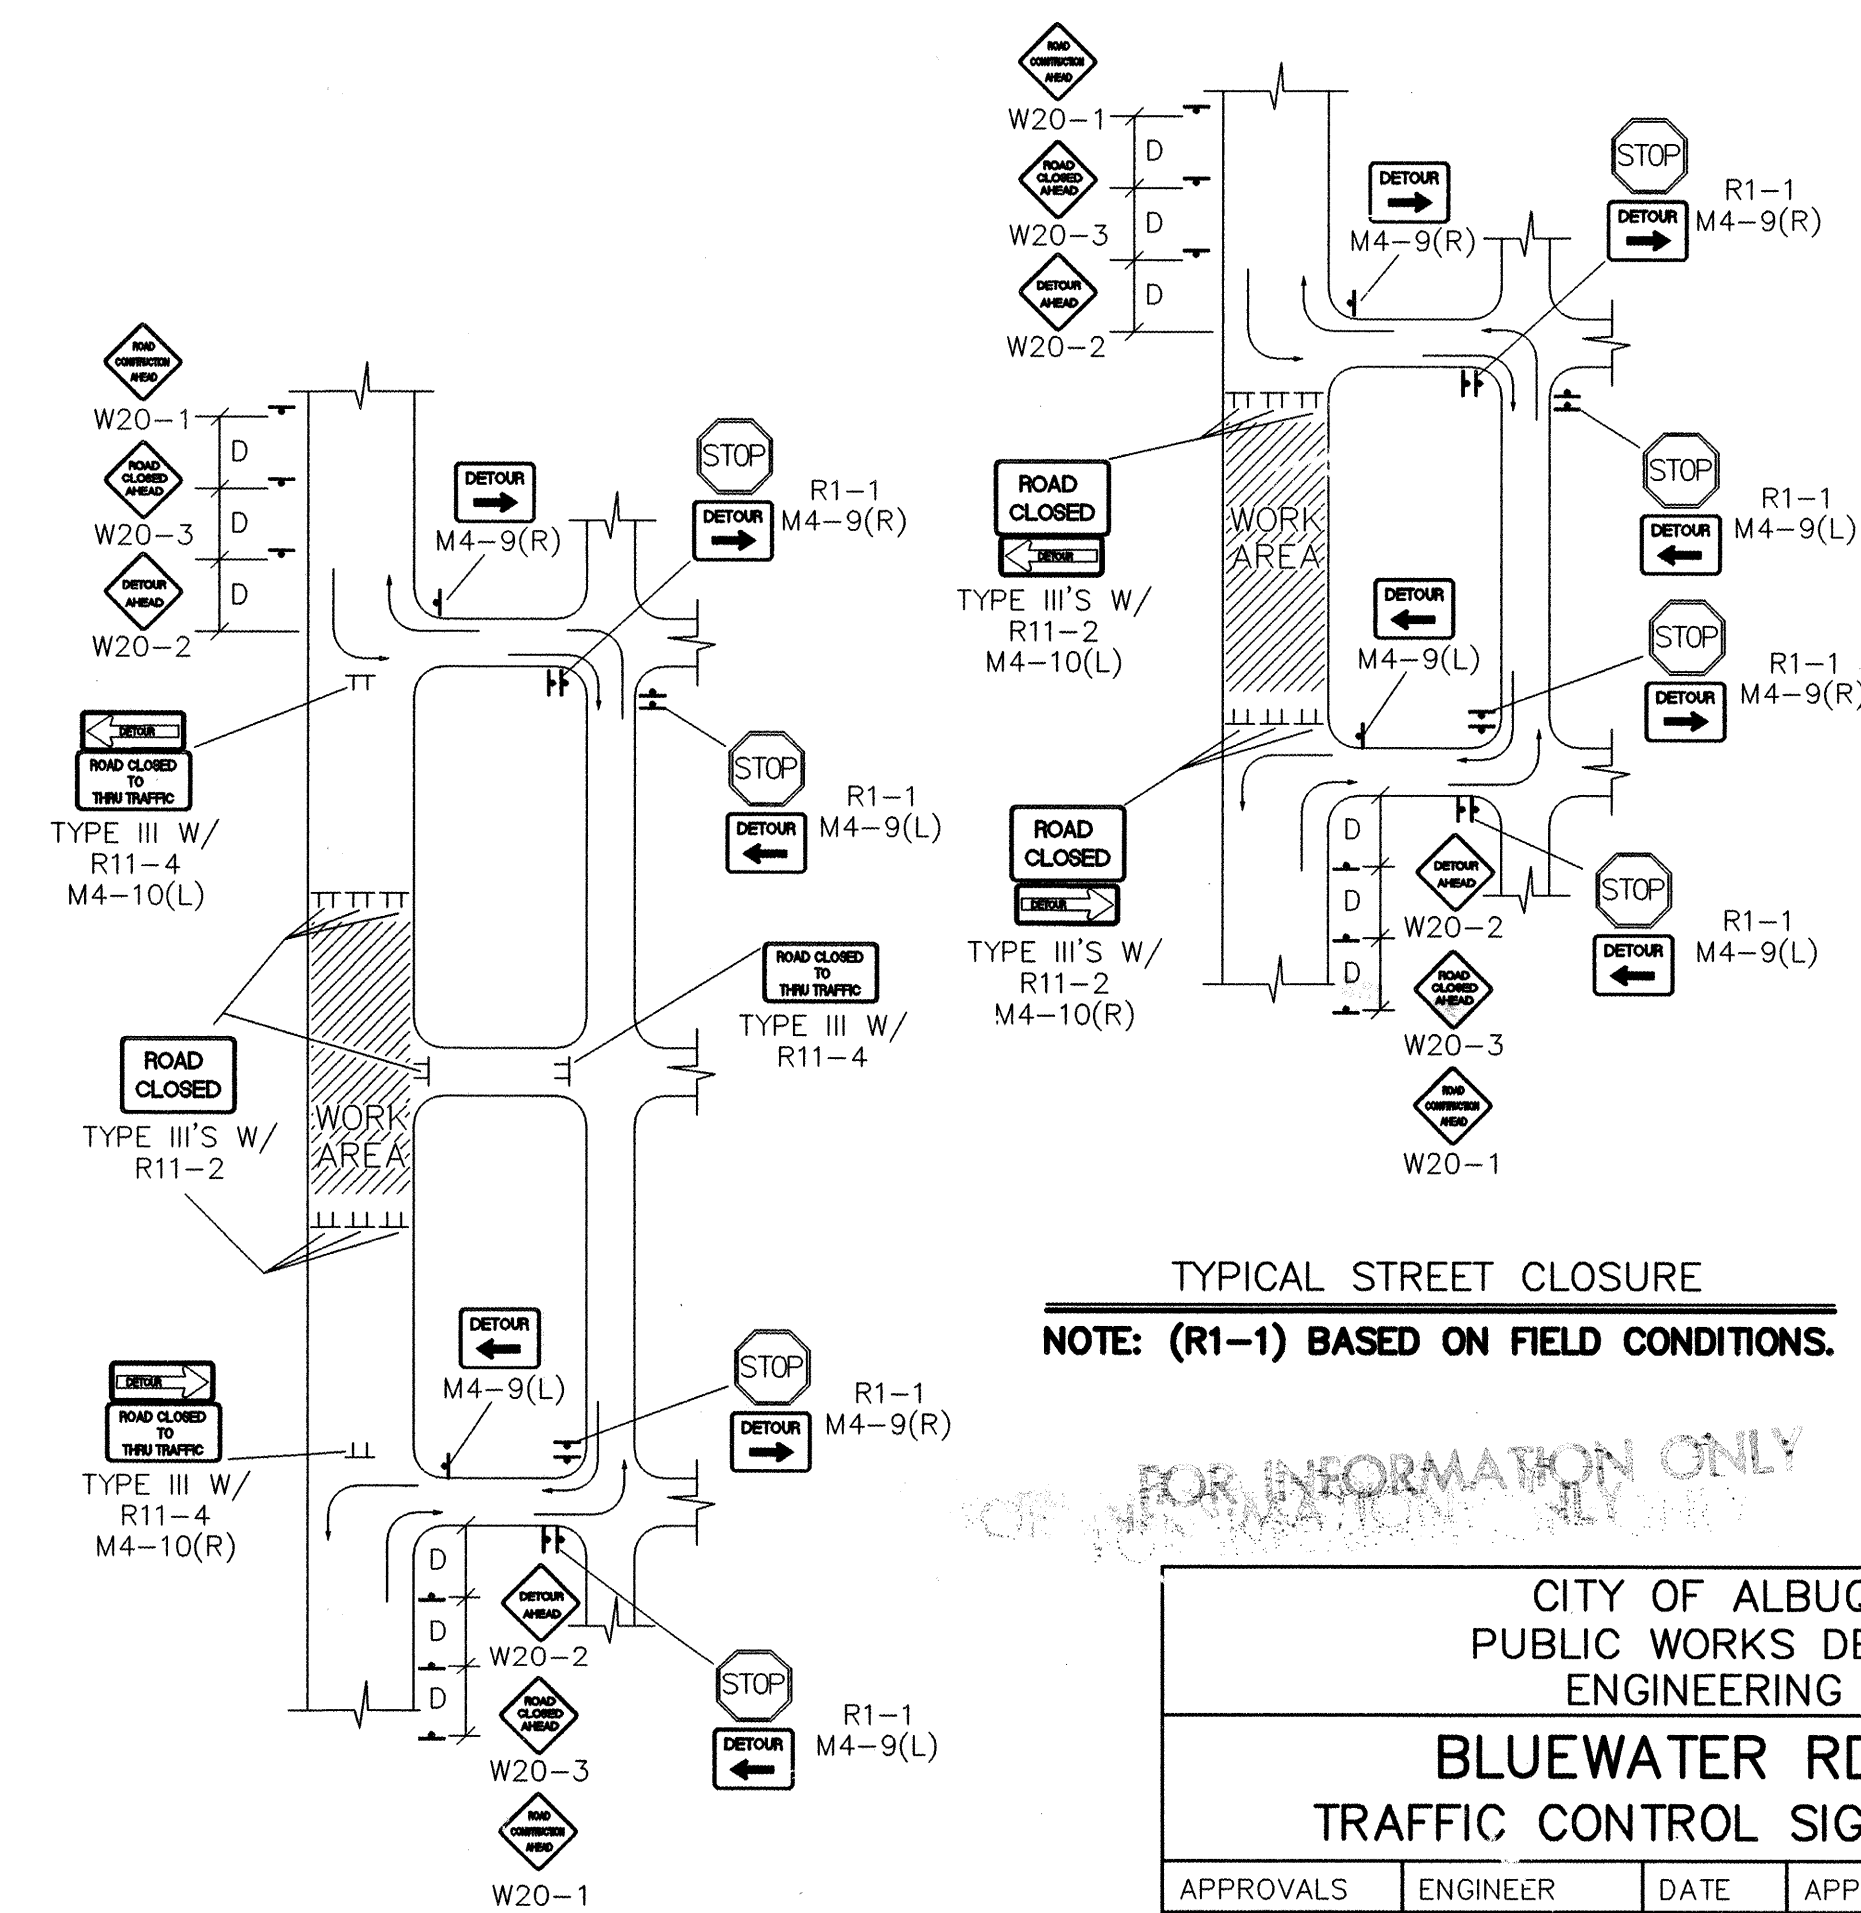 ROAD
CONSTRUCTION
AHEAD
W20-1
D
ROAD
CLOSED
AHEAD
W20-3
D
DETOUR
AHEAD
W20-2
D
DETOUR
M4-9(R)
STOP
R1-1
DETOUR
M4-9(R)
STOP
R1-1
DETOUR
M4-9(L)
DETOUR
ROAD CLOSED
TO
THRU TRAFFIC
TYPE III W/
R11-4
M4-10(L)
ROAD CLOSED
TO
THRU TRAFFIC
TYPE III W/
R11-4
ROAD
CLOSED
TYPE III'S W/
R11-2
WORK
AREA
DETOUR
M4-9(L)
STOP
R1-1
DETOUR
M4-9(R)
DETOUR
ROAD CLOSED
TO
THRU TRAFFIC
TYPE III W/
R11-4
M4-10(R)
D
DETOUR
AHEAD
W20-2
D
ROAD
CLOSED
AHEAD
W20-3
D
ROAD
CONSTRUCTION
AHEAD
W20-1
STOP
R1-1
DETOUR
M4-9(L)
ROAD
CONSTRUCTION
AHEAD
W20-1
D
ROAD
CLOSED
AHEAD
W20-3
D
DETOUR
AHEAD
W20-2
D
DETOUR
M4-9(R)
STOP
R1-1
DETOUR
M4-9(R)
ROAD
CLOSED
DETOUR
TYPE III'S W/
R11-2
M4-10(L)
WORK
AREA
STOP
R1-1
DETOUR
M4-9(L)
DETOUR
M4-9(L)
STOP
R1-1
DETOUR
M4-9(R)
ROAD
CLOSED
DETOUR
TYPE III'S W/
R11-2
M4-10(R)
D
DETOUR
AHEAD
W20-2
D
ROAD
CLOSED
AHEAD
W20-3
D
ROAD
CONSTRUCTION
AHEAD
W20-1
STOP
R1-1
DETOUR
M4-9(L)
TYPICAL STREET CLOSURE
NOTE: (R1-1) BASED ON FIELD CONDITIONS.
FOR INFORMATION ONLY
CITY OF ALBUQ
PUBLIC WORKS DE
ENGINEERING
BLUEWATER RD
TRAFFIC CONTROL SIG
APPROVALS ENGINEER DATE APP